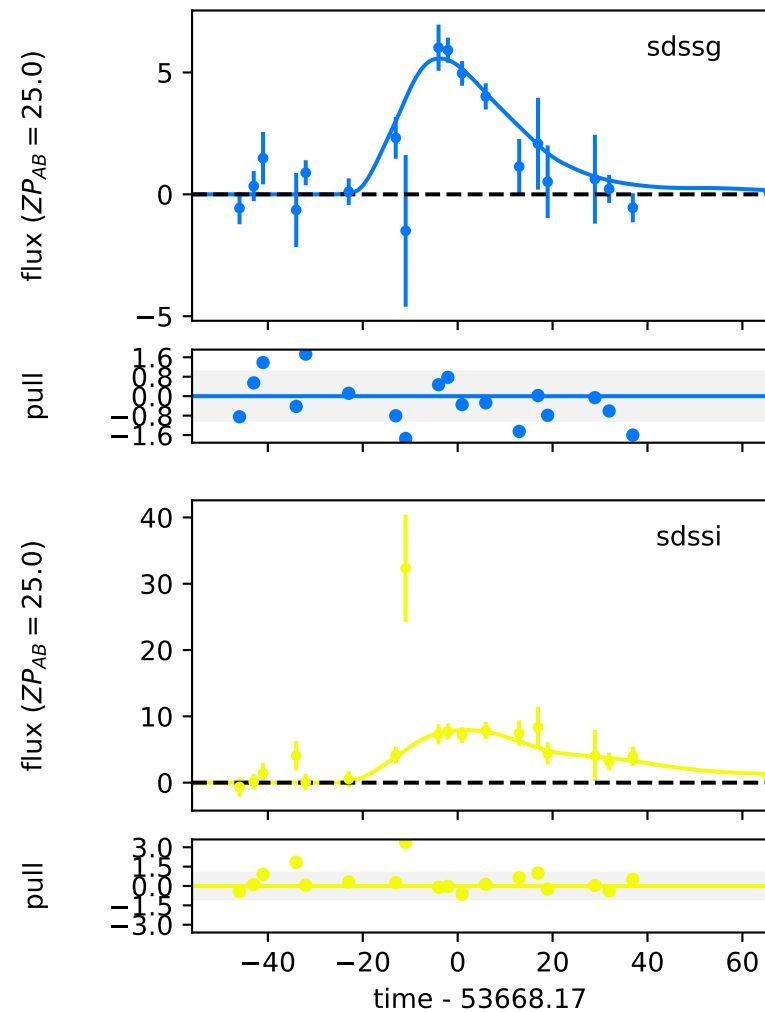 sdssg
flux (ZP_AB = 25.0)
5
0
−5
pull
1.6
0.8
0.0
−0.8
−1.6
sdssi
flux (ZP_AB = 25.0)
40
30
20
10
0
pull
3.0
1.5
0.0
−1.5
−3.0
−40 −20 0 20 40 60
time - 53668.17